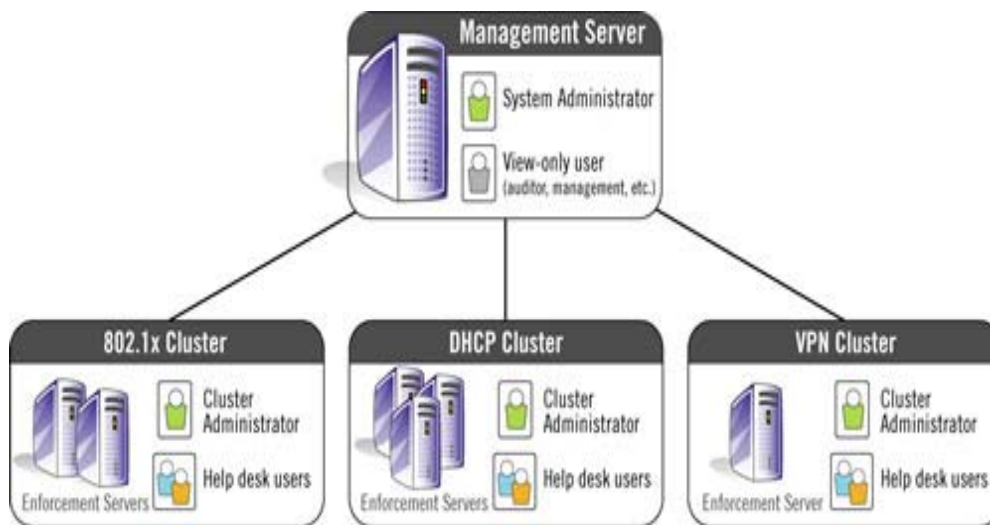 Management Server
System Administrator
View-only user
(auditor, management, etc.)
802.1x Cluster
Cluster
Administrator
Help desk users
Enforcement Servers
DHCP Cluster
Cluster
Administrator
Help desk users
Enforcement Servers
VPN Cluster
Cluster
Administrator
Help desk users
Enforcement Server